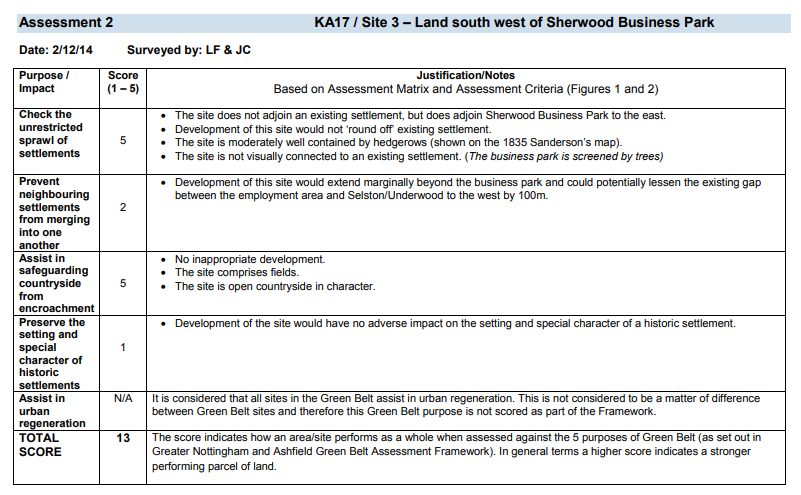 Assessment 2 KA17 / Site 3 – Land south west of Sherwood Business Park
Date: 2/12/14 Surveyed by: LF & JC
Purpose / Impact
Score (1 – 5)
Justification/Notes
Based on Assessment Matrix and Assessment Criteria (Figures 1 and 2)
Check the
unrestricted
sprawl of
settlements
5
• The site does not adjoin an existing settlement, but does adjoin Sherwood Business Park to the east.
• Development of this site would not ‘round off’ existing settlement.
• The site is moderately well contained by hedgerows (shown on the 1835 Sanderson’s map).
• The site is not visually connected to an existing settlement. (The business park is screened by trees)
Prevent
neighbouring
settlements
from merging
into one
another
2
• Development of this site would extend marginally beyond the business park and could potentially lessen the existing gap
between the employment area and Selston/Underwood to the west by 100m.
Assist in
safeguarding
countryside
from
encroachment
5
• No inappropriate development.
• The site comprises fields.
• The site is open countryside in character.
Preserve the
setting and
special
character of
historic
settlements
1
• Development of the site would have no adverse impact on the setting and special character of a historic settlement.
Assist in
urban
regeneration
N/A
It is considered that all sites in the Green Belt assist in urban regeneration. This is not considered to be a matter of difference
between Green Belt sites and therefore this Green Belt purpose is not scored as part of the Framework.
TOTAL
SCORE
13
The score indicates how an area/site performs as a whole when assessed against the 5 purposes of Green Belt (as set out in
Greater Nottingham and Ashfield Green Belt Assessment Framework). In general terms a higher score indicates a stronger
performing parcel of land.